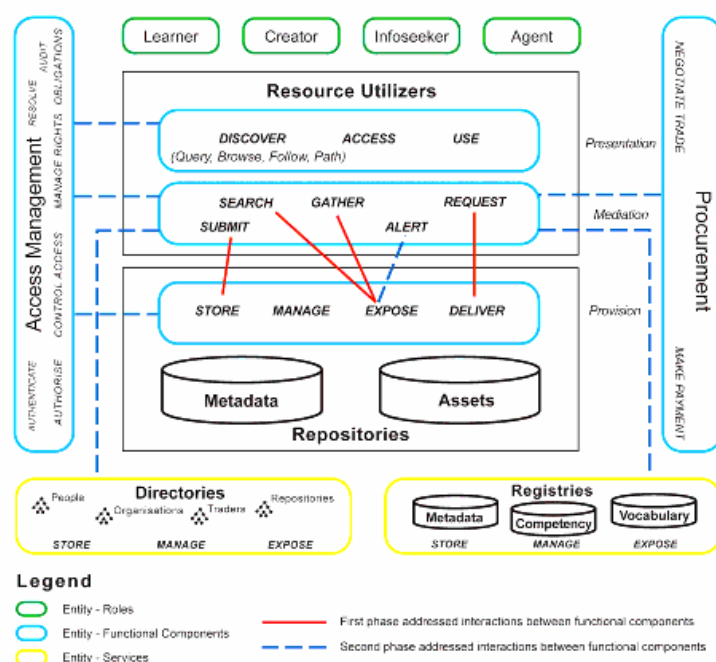 Learner
Creator
Infoseeker
Agent
Resource Utilizers
DISCOVER ACCESS USE
(Query, Browse, Follow, Path)
SEARCH GATHER REQUEST
SUBMIT ALERT
STORE MANAGE EXPOSE DELIVER
Metadata
Assets
Repositories
Presentation
Mediation
Provision
Access Management
AUTHENTICATE
RESOLVE
AUDIT
AUTHORISE
CONTROL ACCESS
MANAGE RIGHTS
OBLIGATIONS
Procurement
NEGOTIATE TRADE
MAKE PAYMENT
Directories
People
Organisations
Traders
Repositories
STORE MANAGE EXPOSE
Registries
Metadata
Competency
Vocabulary
STORE MANAGE EXPOSE
Legend
Entity - Roles
Entity - Functional Components
Entity - Services
First phase addressed interactions between functional components
Second phase addressed interactions between functional components